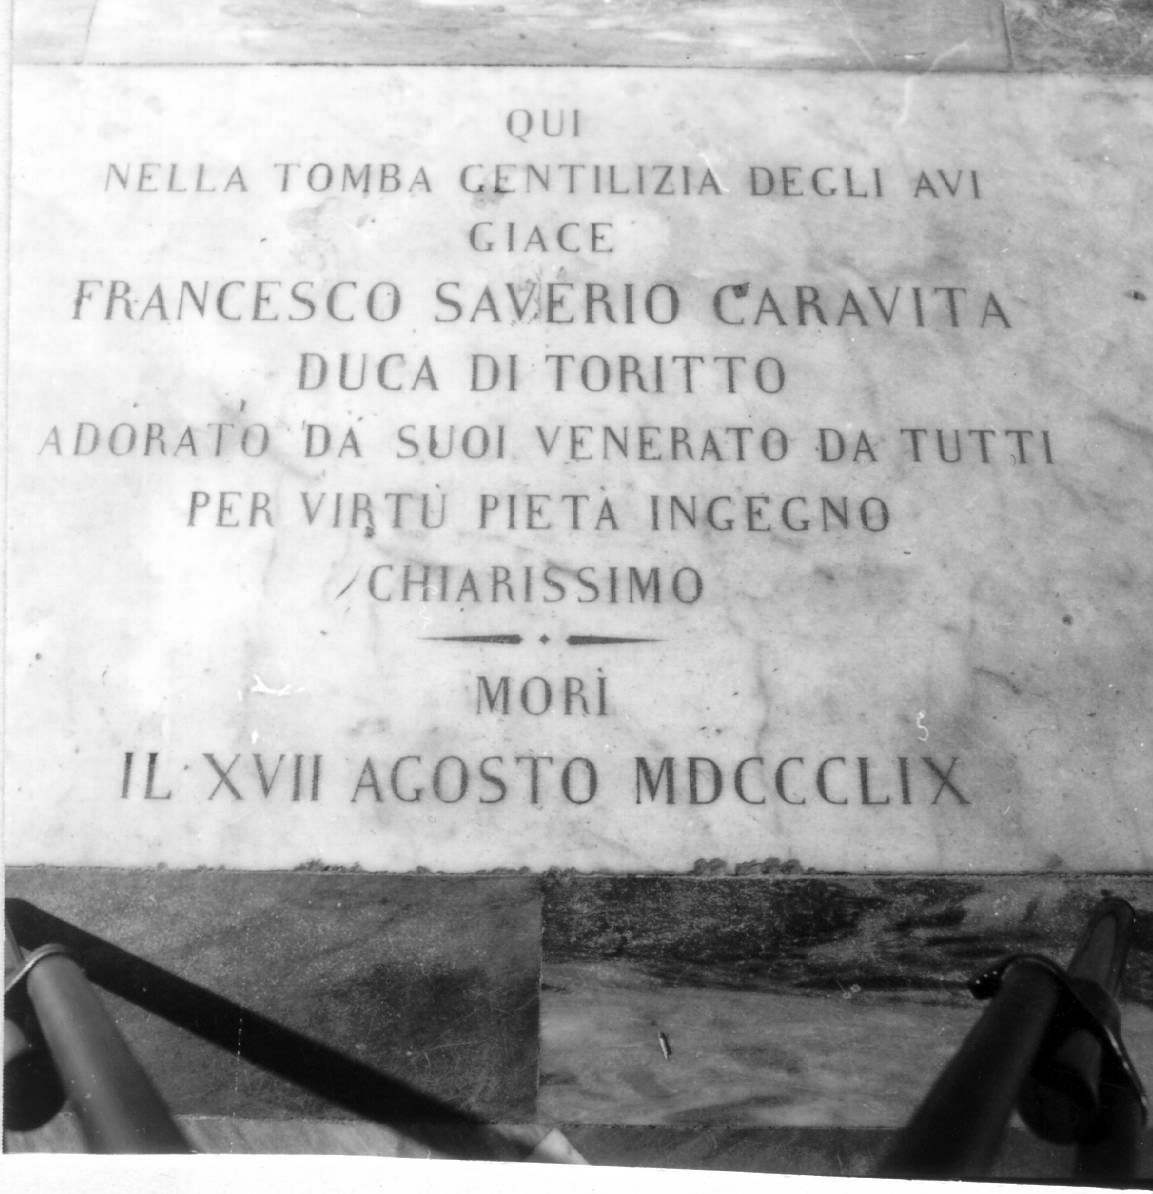 QUI
NELLA TOMBA GENTILIZIA DEGLI AVI
GIACE
FRANCESCO SAVERIO CARAVITA
DUCA DI TORITTO
ADORATO DA SUOI VENERATO DA TUTTI
PER VIRTÙ PIETÀ INGEGNO
CHIARISSIMO
MORÌ
IL XVII AGOSTO MDCCCLIX